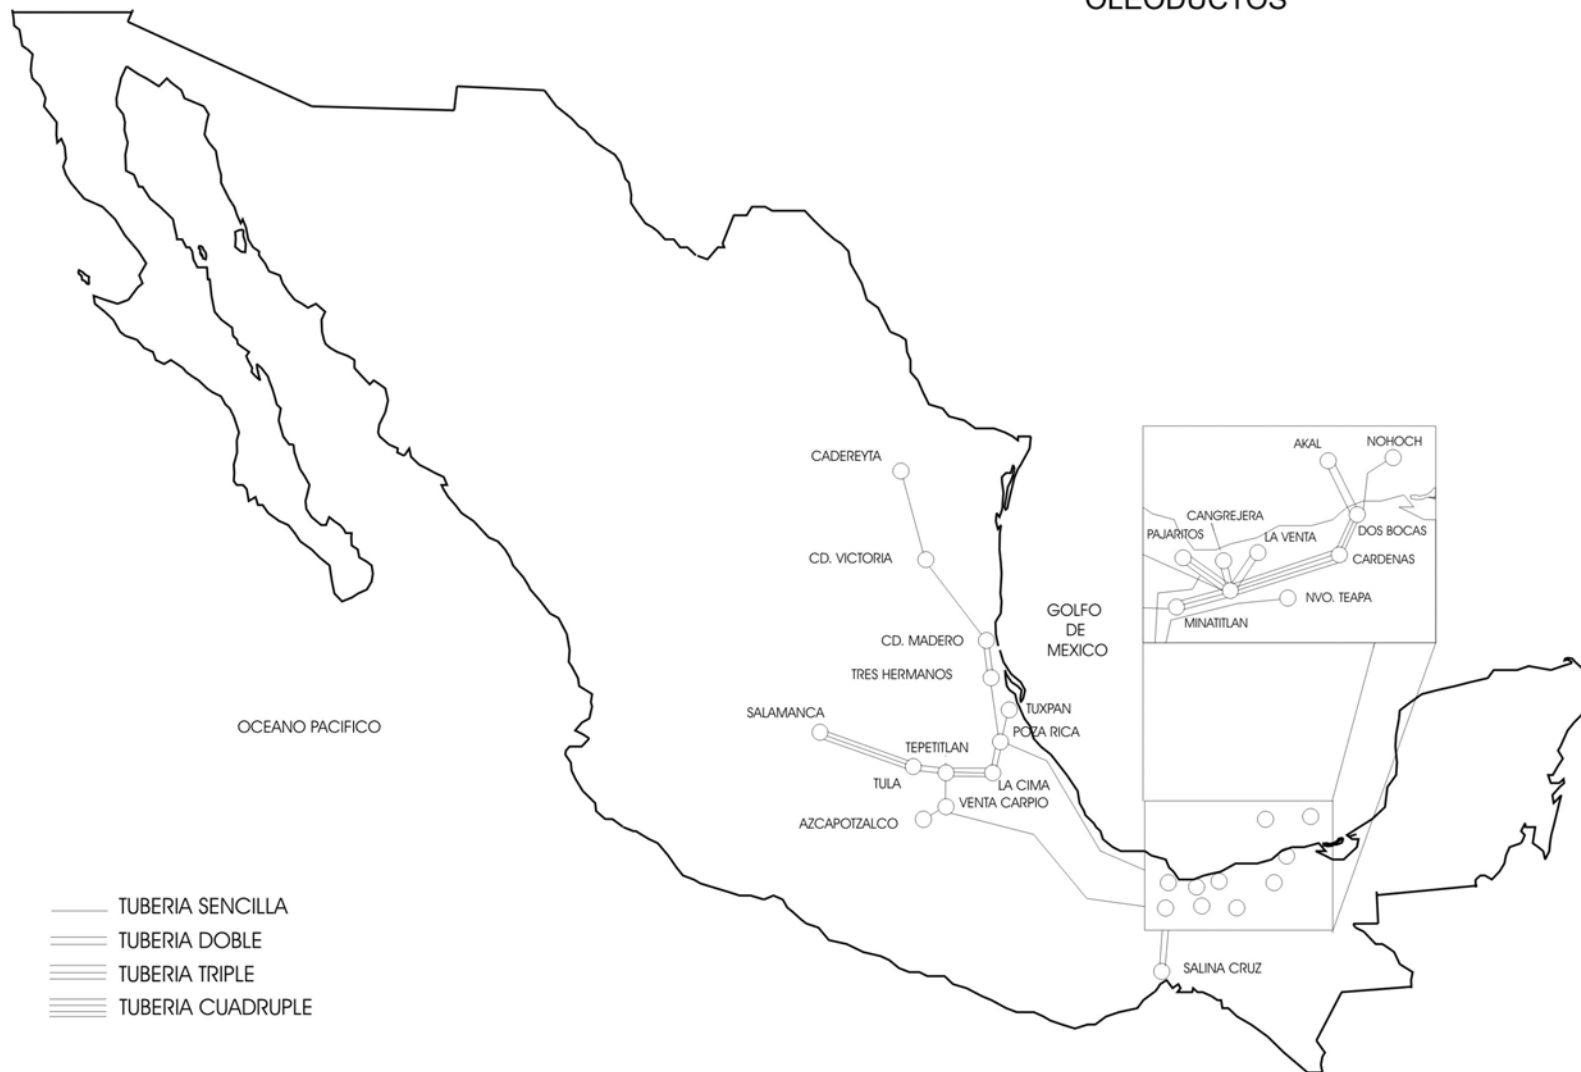 OLEODUCTOS
AKAL
NOHOCH
CADEREYTA
CANGREJERA
PAJARITOS
LA VENTA
DOS BOCAS
CD. VICTORIA
CARDENAS
NVO. TEAPA
GOLFO
DE
MEXICO
MINATITLAN
CD. MADERO
TRES HERMANOS
TUXPAN
SALAMANCA
OCEANO PACIFICO
POZA RICA
TEPETITLAN
TULA
LA CIMA
VENTA CARPIO
AZCAPOTZALCO
TUBERIA SENCILLA
TUBERIA DOBLE
TUBERIA TRIPLE
TUBERIA CUADRUPLE
SALINA CRUZ